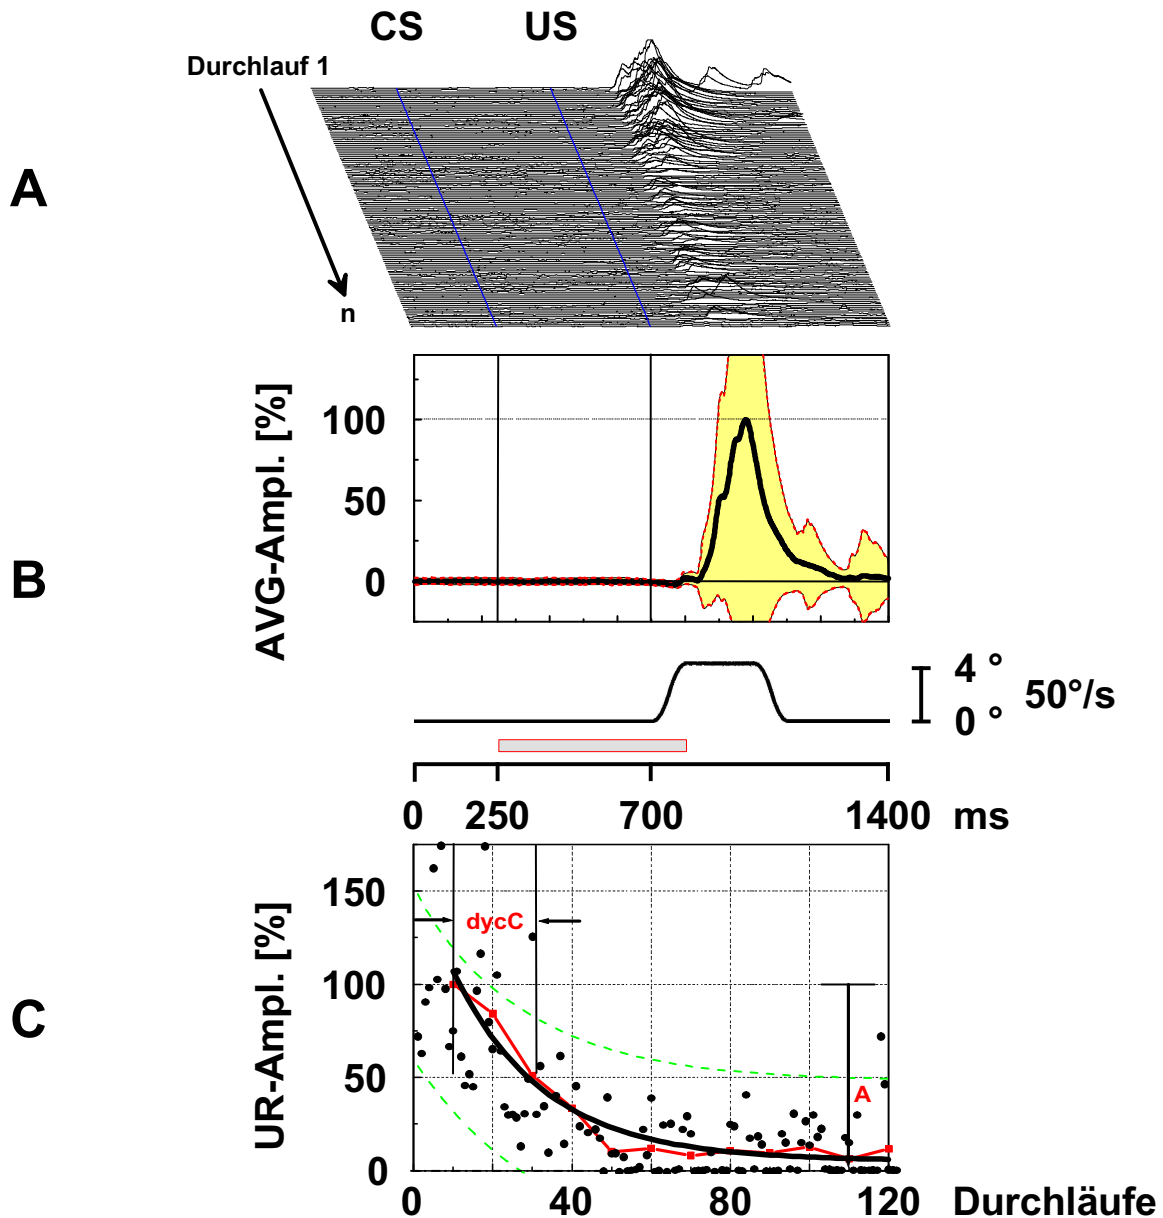 CS US
Durchlauf 1
A
n
B
AVG-Ampl. [%]
100
50
0
4 °
0 °
50°/s
0 250 700 1400 ms
C
UR-Ampl. [%]
150
100
50
0
dycC
A
0 40 80 120 Durchläufe